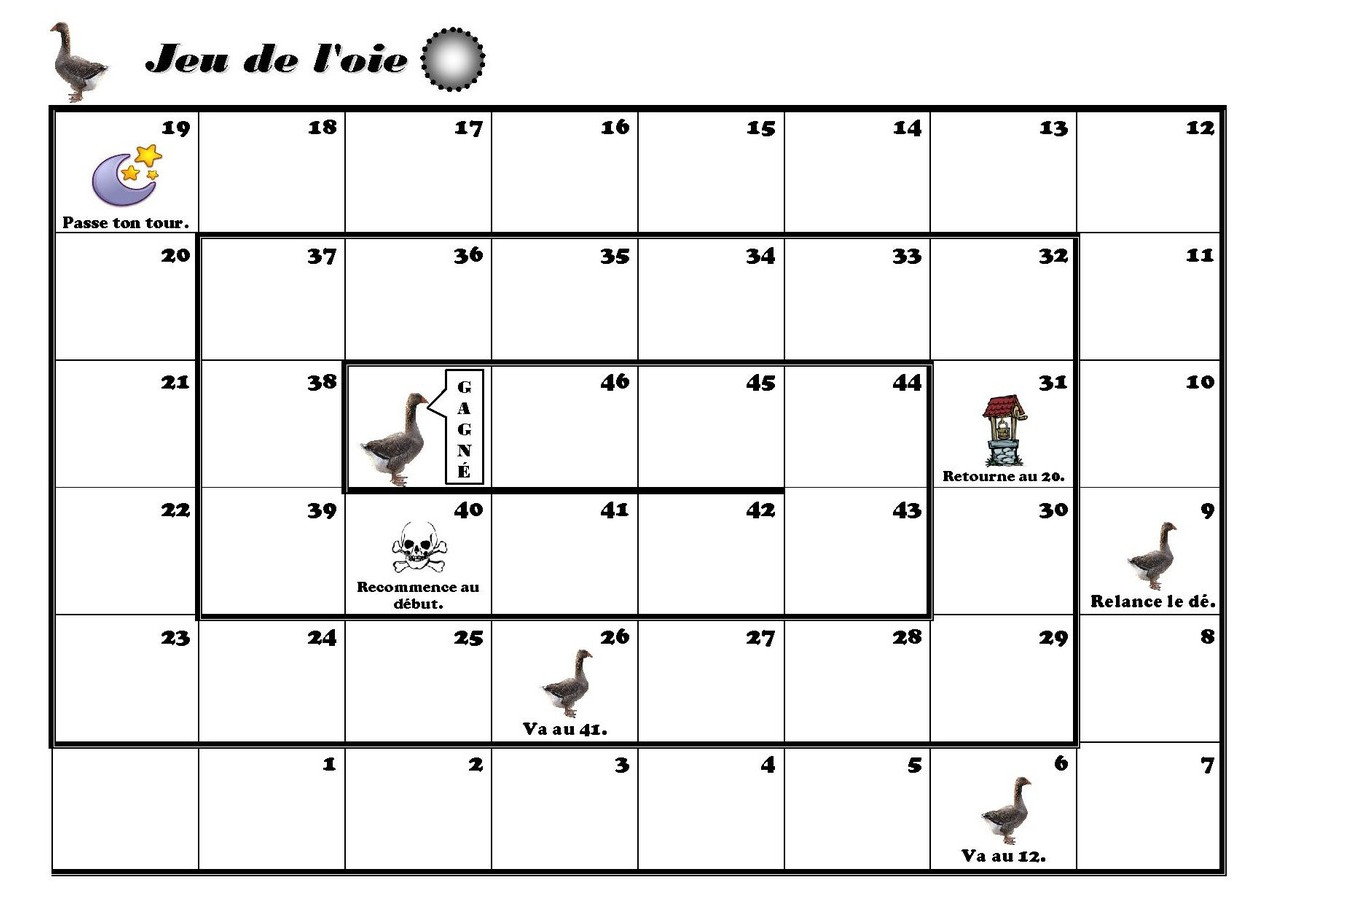 Jeu de l'oie
19 18 17 16 15 14 13 12
Passe ton tour.
20 37 36 35 34 33 32 11
21 38 46 45 44 31 10
G
A
G
N
É
Retourne au 20.
22 39 40 41 42 43 30 9
Recommence au
début.
Relance le dé.
23 24 25 26 27 28 29 8
Va au 41.
1 2 3 4 5 6 7
Va au 12.